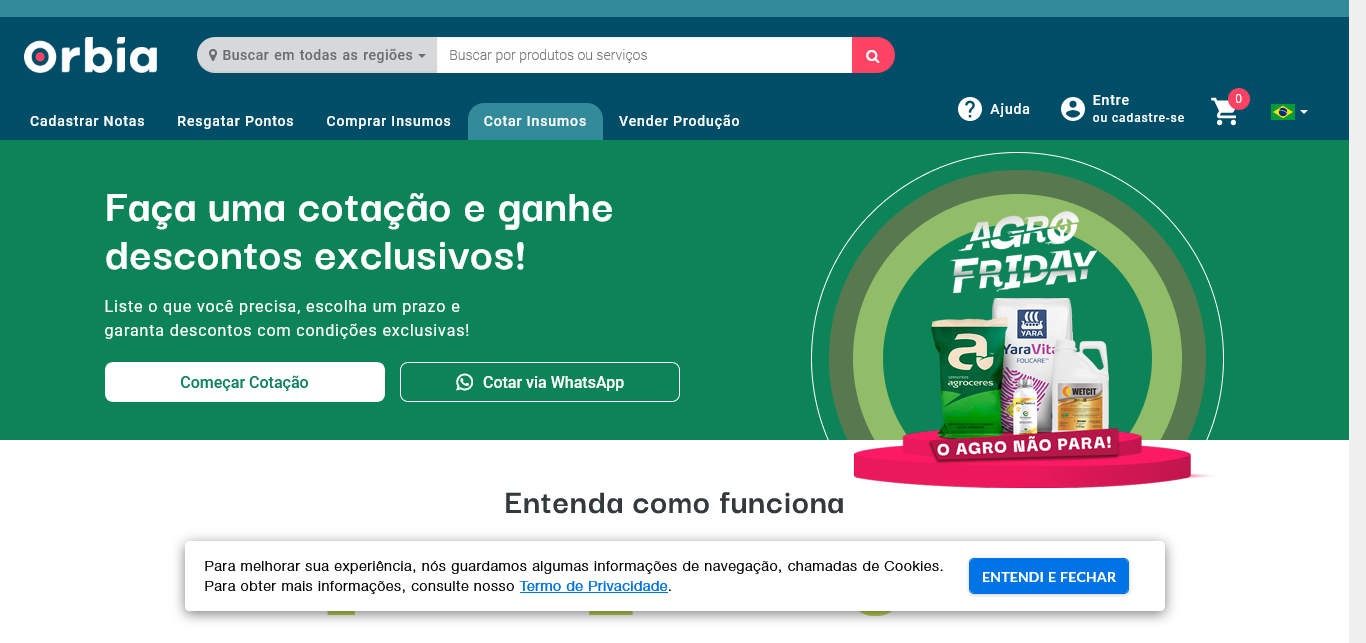 Orbia
Buscar em todas as regiões
Buscar por produtos ou serviços
Cadastrar Notas
Resgatar Pontos
Comprar Insumos
Cotar Insumos
Vender Produção
Ajuda
Entre
ou cadastre-se
0
Faça uma cotação e ganhe
descontos exclusivos!
Liste o que você precisa, escolha um prazo e
garanta descontos com condições exclusivas!
Começar Cotação
Cotar via WhatsApp
AGRO
FRIDAY
YARA
YaraVita
FOLICARE
a
sementes
agroceres
WETCIT
O AGRO NÃO PARA!
Entenda como funciona
Para melhorar sua experiência, nós guardamos algumas informações de navegação, chamadas de Cookies.
Para obter mais informações, consulte nosso Termo de Privacidade.
ENTENDI E FECHAR